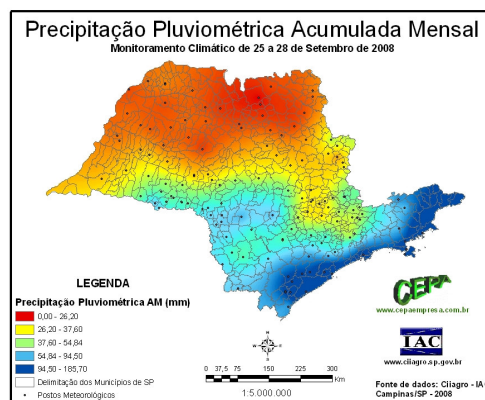 Precipitação Pluviométrica Acumulada Mensal
Monitoramento Climático de 25 a 28 de Setembro de 2008
LEGENDA
Precipitação Pluviométrica AM (mm)
0,00 - 26,20
26,20 - 37,60
37,60 - 54,84
54,84 - 94,50
94,50 - 185,70
Delimitação dos Municípios de SP
Postos Meteorológicos
N
W E
S
0 37,5 75 150 225 300
Km
1:5.000.000
CEPA
www.cepaempresa.com.br
IAC
www.ciiagro.sp.gov.br
Fonte de dados: Ciiagro - IA
Campinas/SP - 2008